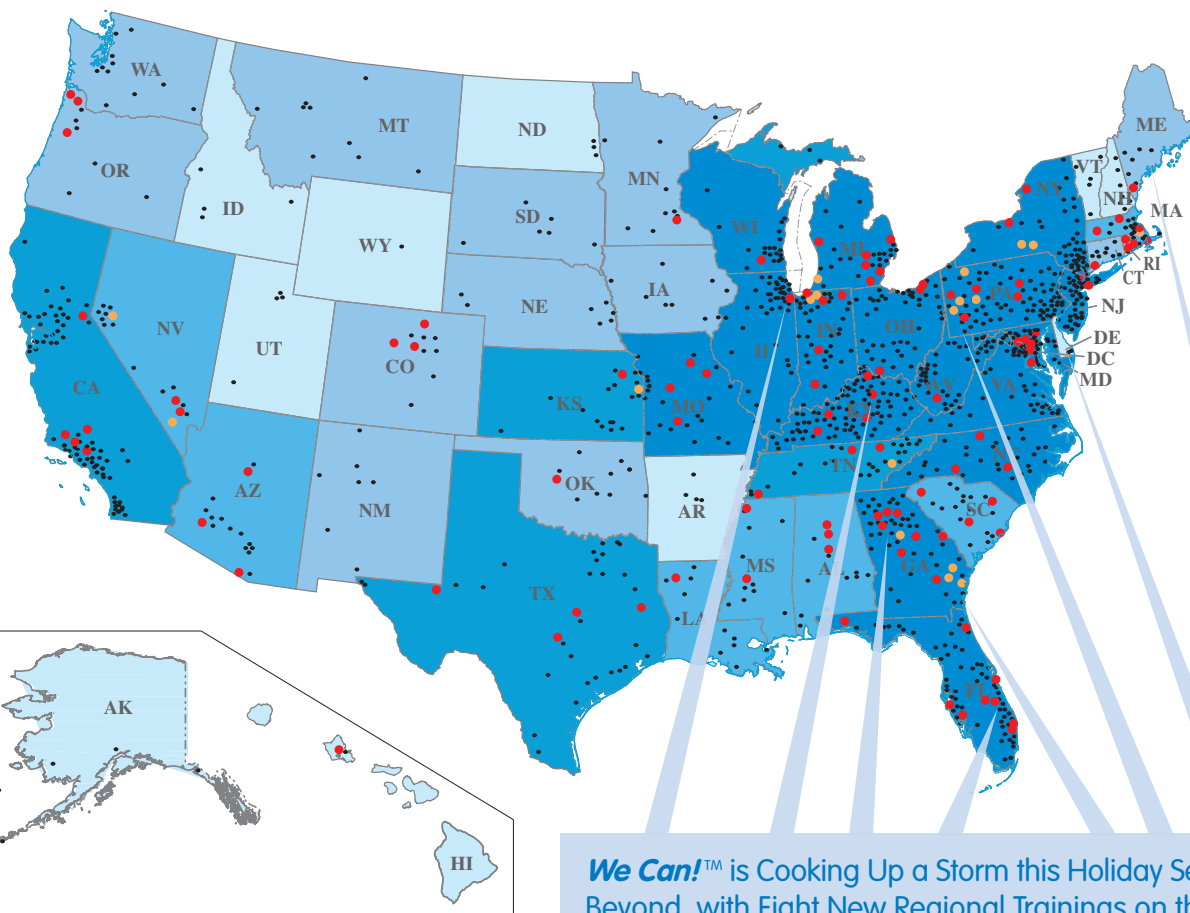 WA
MT
ND
MN
ME
VT
NH
NY
MA
OR
ID
WY
SD
WI
MI
RI
CT
NV
UT
CO
NE
IA
PA
NJ
IN
OH
DE
DC
MD
CA
KS
MO
KY
WV
VA
AZ
NM
OK
AR
TN
SC
TX
LA
MS
GA
FL
AK
HI
We Can!™ is Cooking Up a Storm this Holiday Se
Beyond, with Eight New Regional Trainings on th